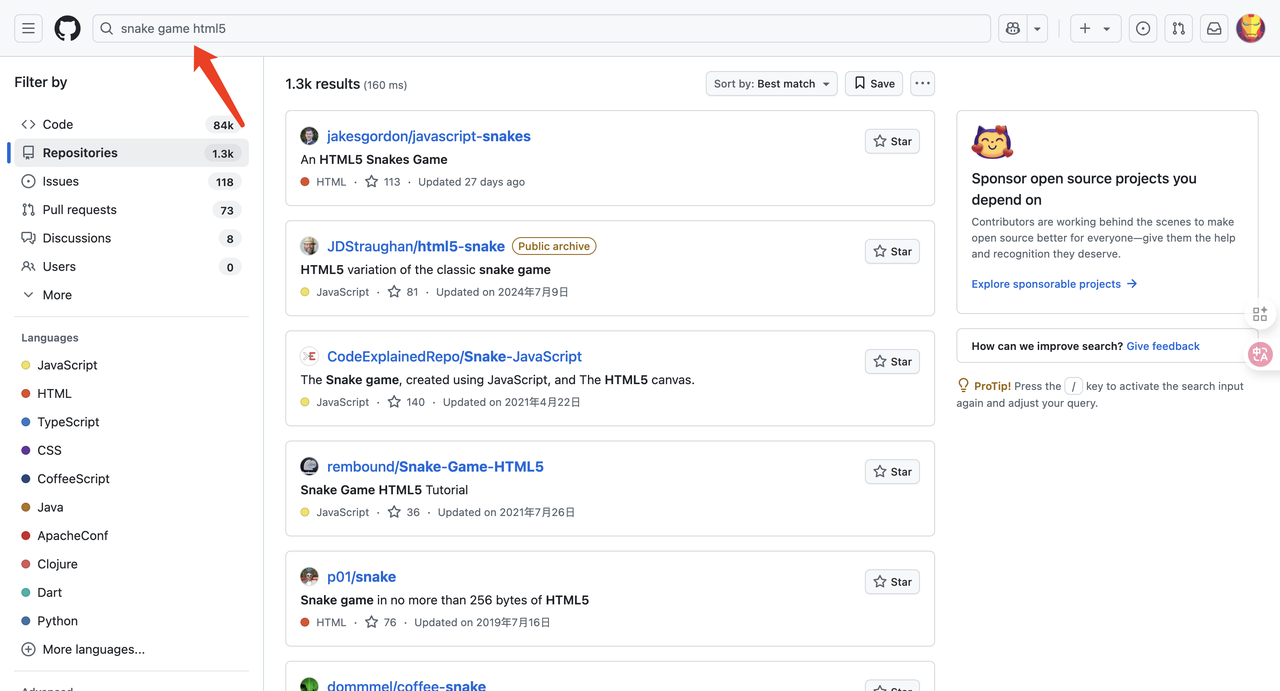 snake game html5
Filter by
Code 84k
Repositories 1.3k
Issues 118
Pull requests 73
Discussions 8
Users 0
More
Languages
JavaScript
HTML
TypeScript
CSS
CoffeeScript
Java
ApacheConf
Clojure
Dart
Python
More languages...
Advanced
1.3k results (160 ms)
Sort by: Best match
Save
jakesgordon/javascript-snakes
Star
An HTML5 Snakes Game
HTML · 113 · Updated 27 days ago
JDStraughan/html5-snake Public archive
Star
HTML5 variation of the classic snake game
JavaScript · 81 · Updated on 2024年7月9日
CodeExplainedRepo/Snake-JavaScript
Star
The Snake game, created using JavaScript, and The HTML5 canvas.
JavaScript · 140 · Updated on 2021年4月22日
rembound/Snake-Game-HTML5
Star
Snake Game HTML5 Tutorial
JavaScript · 36 · Updated on 2021年7月26日
p01/snake
Star
Snake game in no more than 256 bytes of HTML5
HTML · 76 · Updated on 2019年7月16日
dommmel/coffee-snake
Star
Sponsor open source projects you
depend on
Contributors are working behind the scenes to make
open source better for everyone—give them the help
and recognition they deserve.
Explore sponsorable projects →
How can we improve search? Give feedback
ProTip! Press the / key to activate the search input
again and adjust your query.